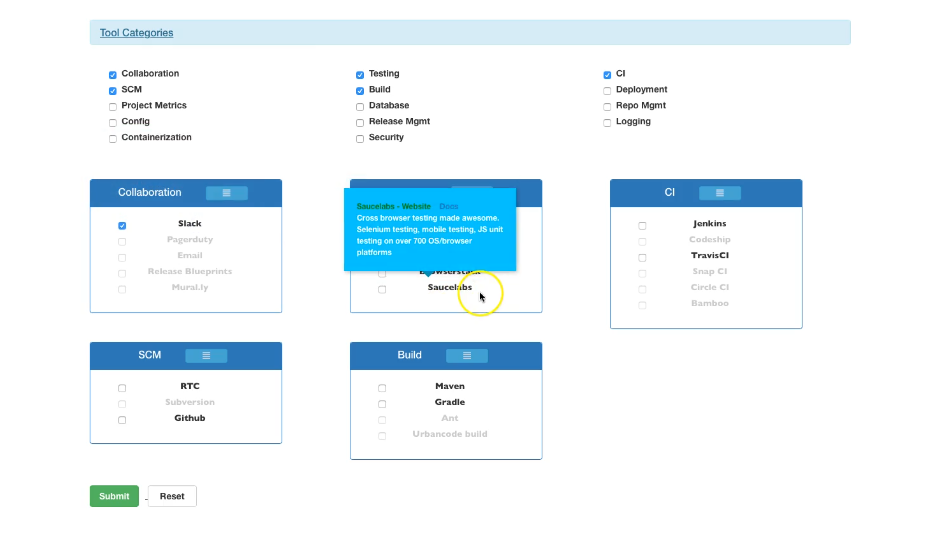 Tool Categories
Collaboration
Testing
CI
SCM
Build
Deployment
Project Metrics
Database
Repo Mgmt
Config
Release Mgmt
Logging
Containerization
Security
Collaboration
Slack
Pagerduty
Email
Release Blueprints
Mural.ly
Saucelabs - Website Docs
Cross browser testing made awesome.
Selenium testing, mobile testing, JS unit
testing on over 700 OS/browser
platforms
Browserstack
Saucelabs
CI
Jenkins
Codeship
TravisCI
Snap CI
Circle CI
Bamboo
SCM
RTC
Subversion
Github
Build
Maven
Gradle
Ant
Urbancode build
Submit
Reset